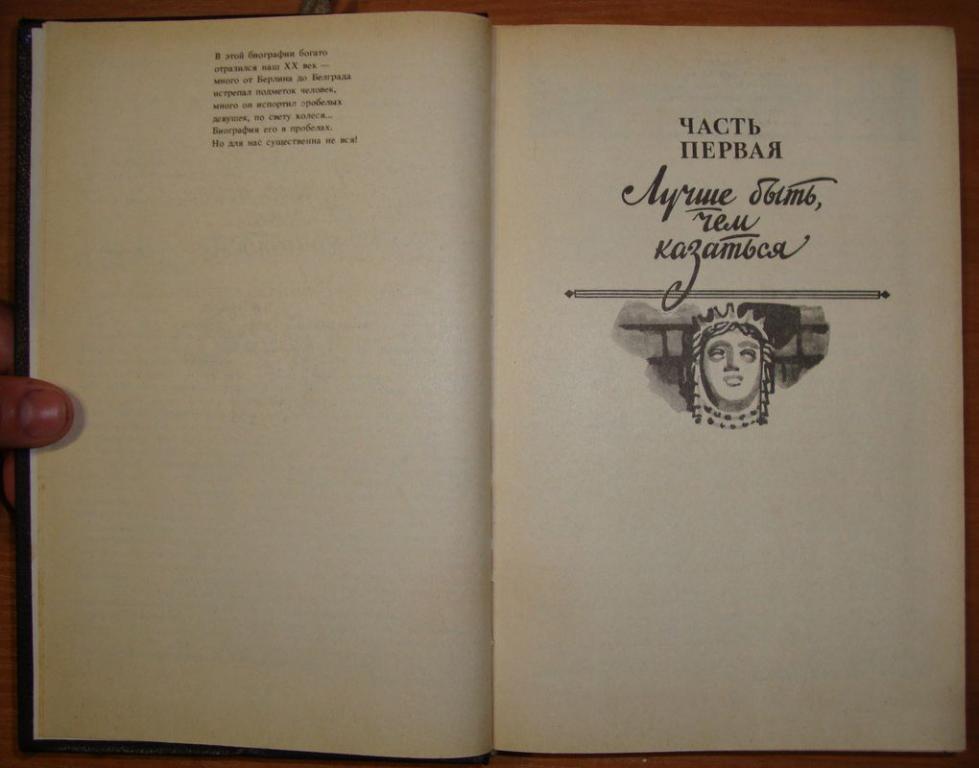 В этой биографии богато
отразился наш XX век —
много от Берлина до Белграда
истрепал подметок человек,
много он испортил эробелых
девушек, по свету колеся...
Биография его в пробелах.
Но для нас существенна не вся!
ЧАСТЬ
ПЕРВАЯ
Лучше быть,
чем
казаться